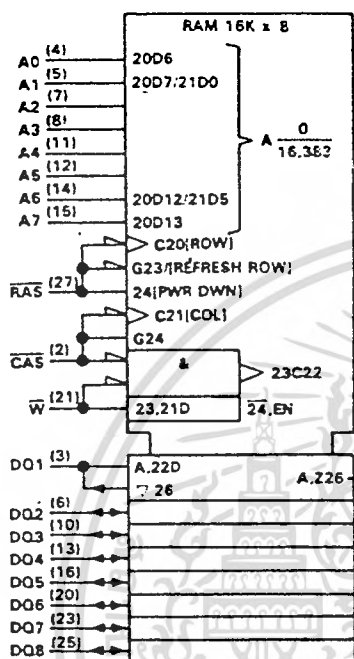 RAM 16K x 8
A0 (4) 20D6
A1 (5) 20D7/21D0
A2 (7)
A3 (8)
A4 (11)
A5 (12)
A6 (14) 20D12/21D5
A7 (15) 20D13
A 0
16,383
C20[ROW]
G23/[REFRESH ROW]
RAS (27) 24[PWR DWN]
C21[COL]
G24
CAS (2) & 23C22
W (21) 23,21D 24,EN
DQ1 (3) A,22D A,Z26
▽ 26
DQ2 (6)
DQ3 (10)
DQ4 (13)
DQ5 (16)
DQ6 (20)
DQ7 (23)
DQ8 (25)